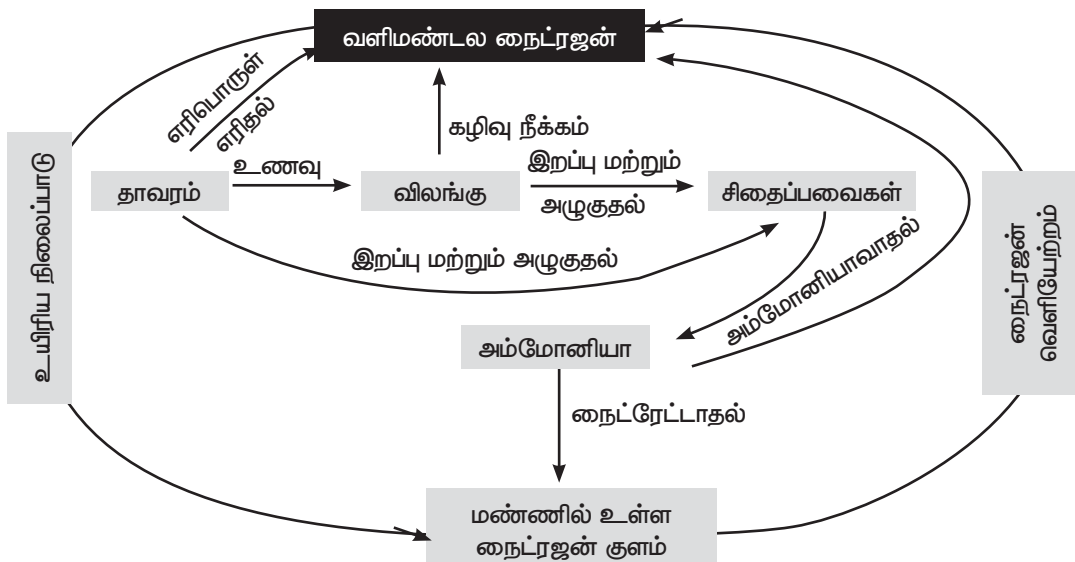 வளிமண்டல நைட்ரஜன்
எரிபொருள்
எரிதல்
கழிவு நீக்கம்
உணவு
இறப்பு மற்றும்
அழுகுதல்
தாவரம்
விலங்கு
சிதைப்பவைகள்
இறப்பு மற்றும் அழுகுதல்
அம்மோனியாவாதல்
உயிரிய நிலைப்பாடு
நைட்ரஜன்
வெளியேற்றம்
அம்மோனியா
நைட்ரேட்டாதல்
மண்ணில் உள்ள
நைட்ரஜன் குளம்